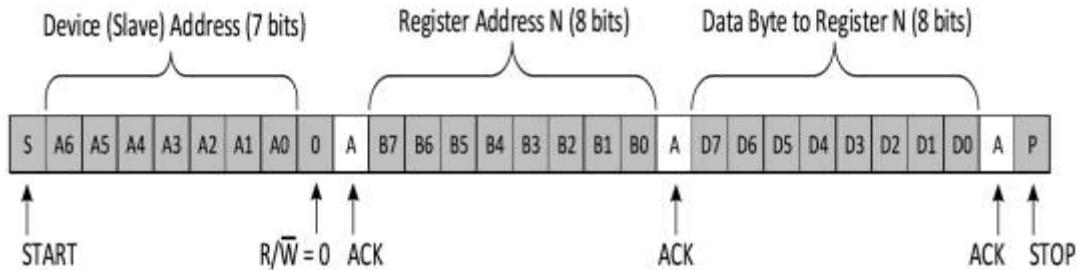 Device (Slave) Address (7 bits) Register Address N (8 bits) Data Byte to Register N (8 bits)
S A6 A5 A4 A3 A2 A1 A0 0 A B7 B6 B5 B4 B3 B2 B1 B0 A D7 D6 D5 D4 D3 D2 D1 D0 A P
START R/W̅ = 0 ACK ACK ACK STOP